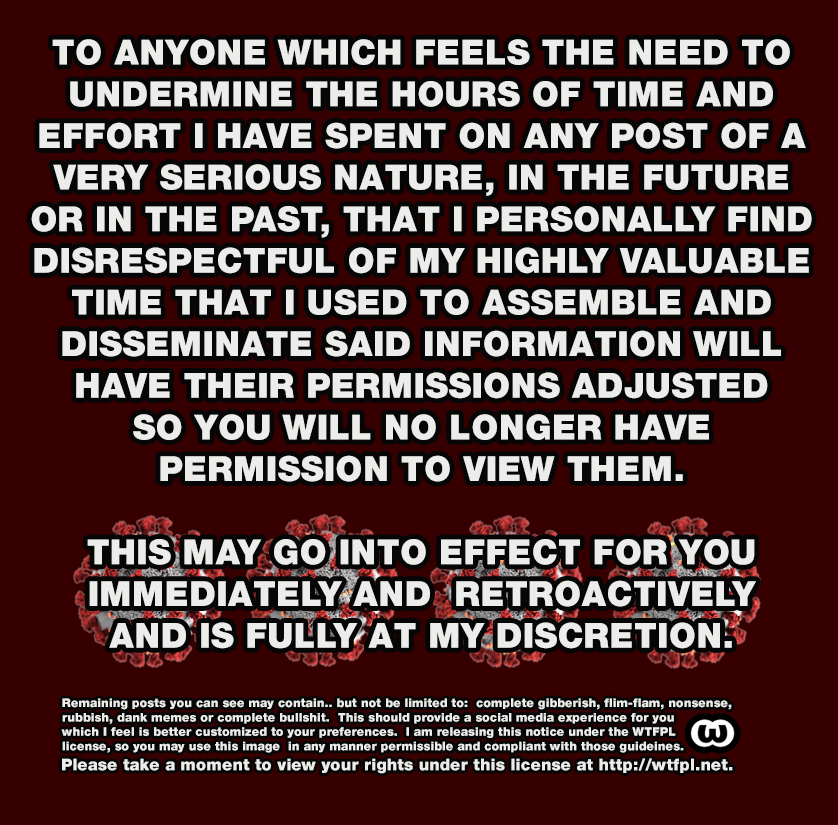 TO ANYONE WHICH FEELS THE NEED TO
UNDERMINE THE HOURS OF TIME AND
EFFORT I HAVE SPENT ON ANY POST OF A
VERY SERIOUS NATURE, IN THE FUTURE
OR IN THE PAST, THAT I PERSONALLY FIND
DISRESPECTFUL OF MY HIGHLY VALUABLE
TIME THAT I USED TO ASSEMBLE AND
DISSEMINATE SAID INFORMATION WILL
HAVE THEIR PERMISSIONS ADJUSTED
SO YOU WILL NO LONGER HAVE
PERMISSION TO VIEW THEM.
THIS MAY GO INTO EFFECT FOR YOU
IMMEDIATELY AND RETROACTIVELY
AND IS FULLY AT MY DISCRETION.
Remaining posts you can see may contain.. but not be limited to: complete gibberish, flim-flam, nonsense,
rubbish, dank memes or complete bullshit. This should provide a social media experience for you
which I feel is better customized to your preferences. I am releasing this notice under the WTFPL
license, so you may use this image in any manner permissible and compliant with those guideines.
Please take a moment to view your rights under this license at http://wtfpl.net.